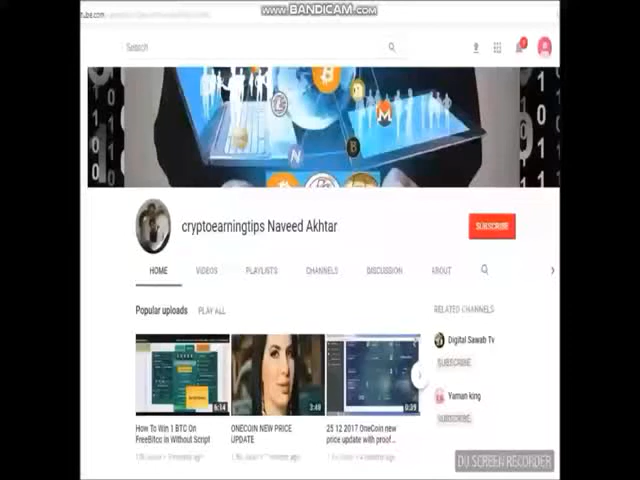 WWW.BANDICAM.COM
Search
cryptoearningtips Naveed Akhtar
SUBSCRIBE
HOME VIDEOS PLAYLISTS CHANNELS DISCUSSION ABOUT
Popular uploads PLAY ALL
RELATED CHANNELS
Digital Sawab Tv
SUBSCRIBE
Yaman king
SUBSCRIBE
6:14
3:49
0:39
How To Win 1 BTC On
FreeBitco in Without Script
ONECOIN NEW PRICE
UPDATE
25 12 2017 OneCoin new
price update with proof...
DU SCREEN RECORDER